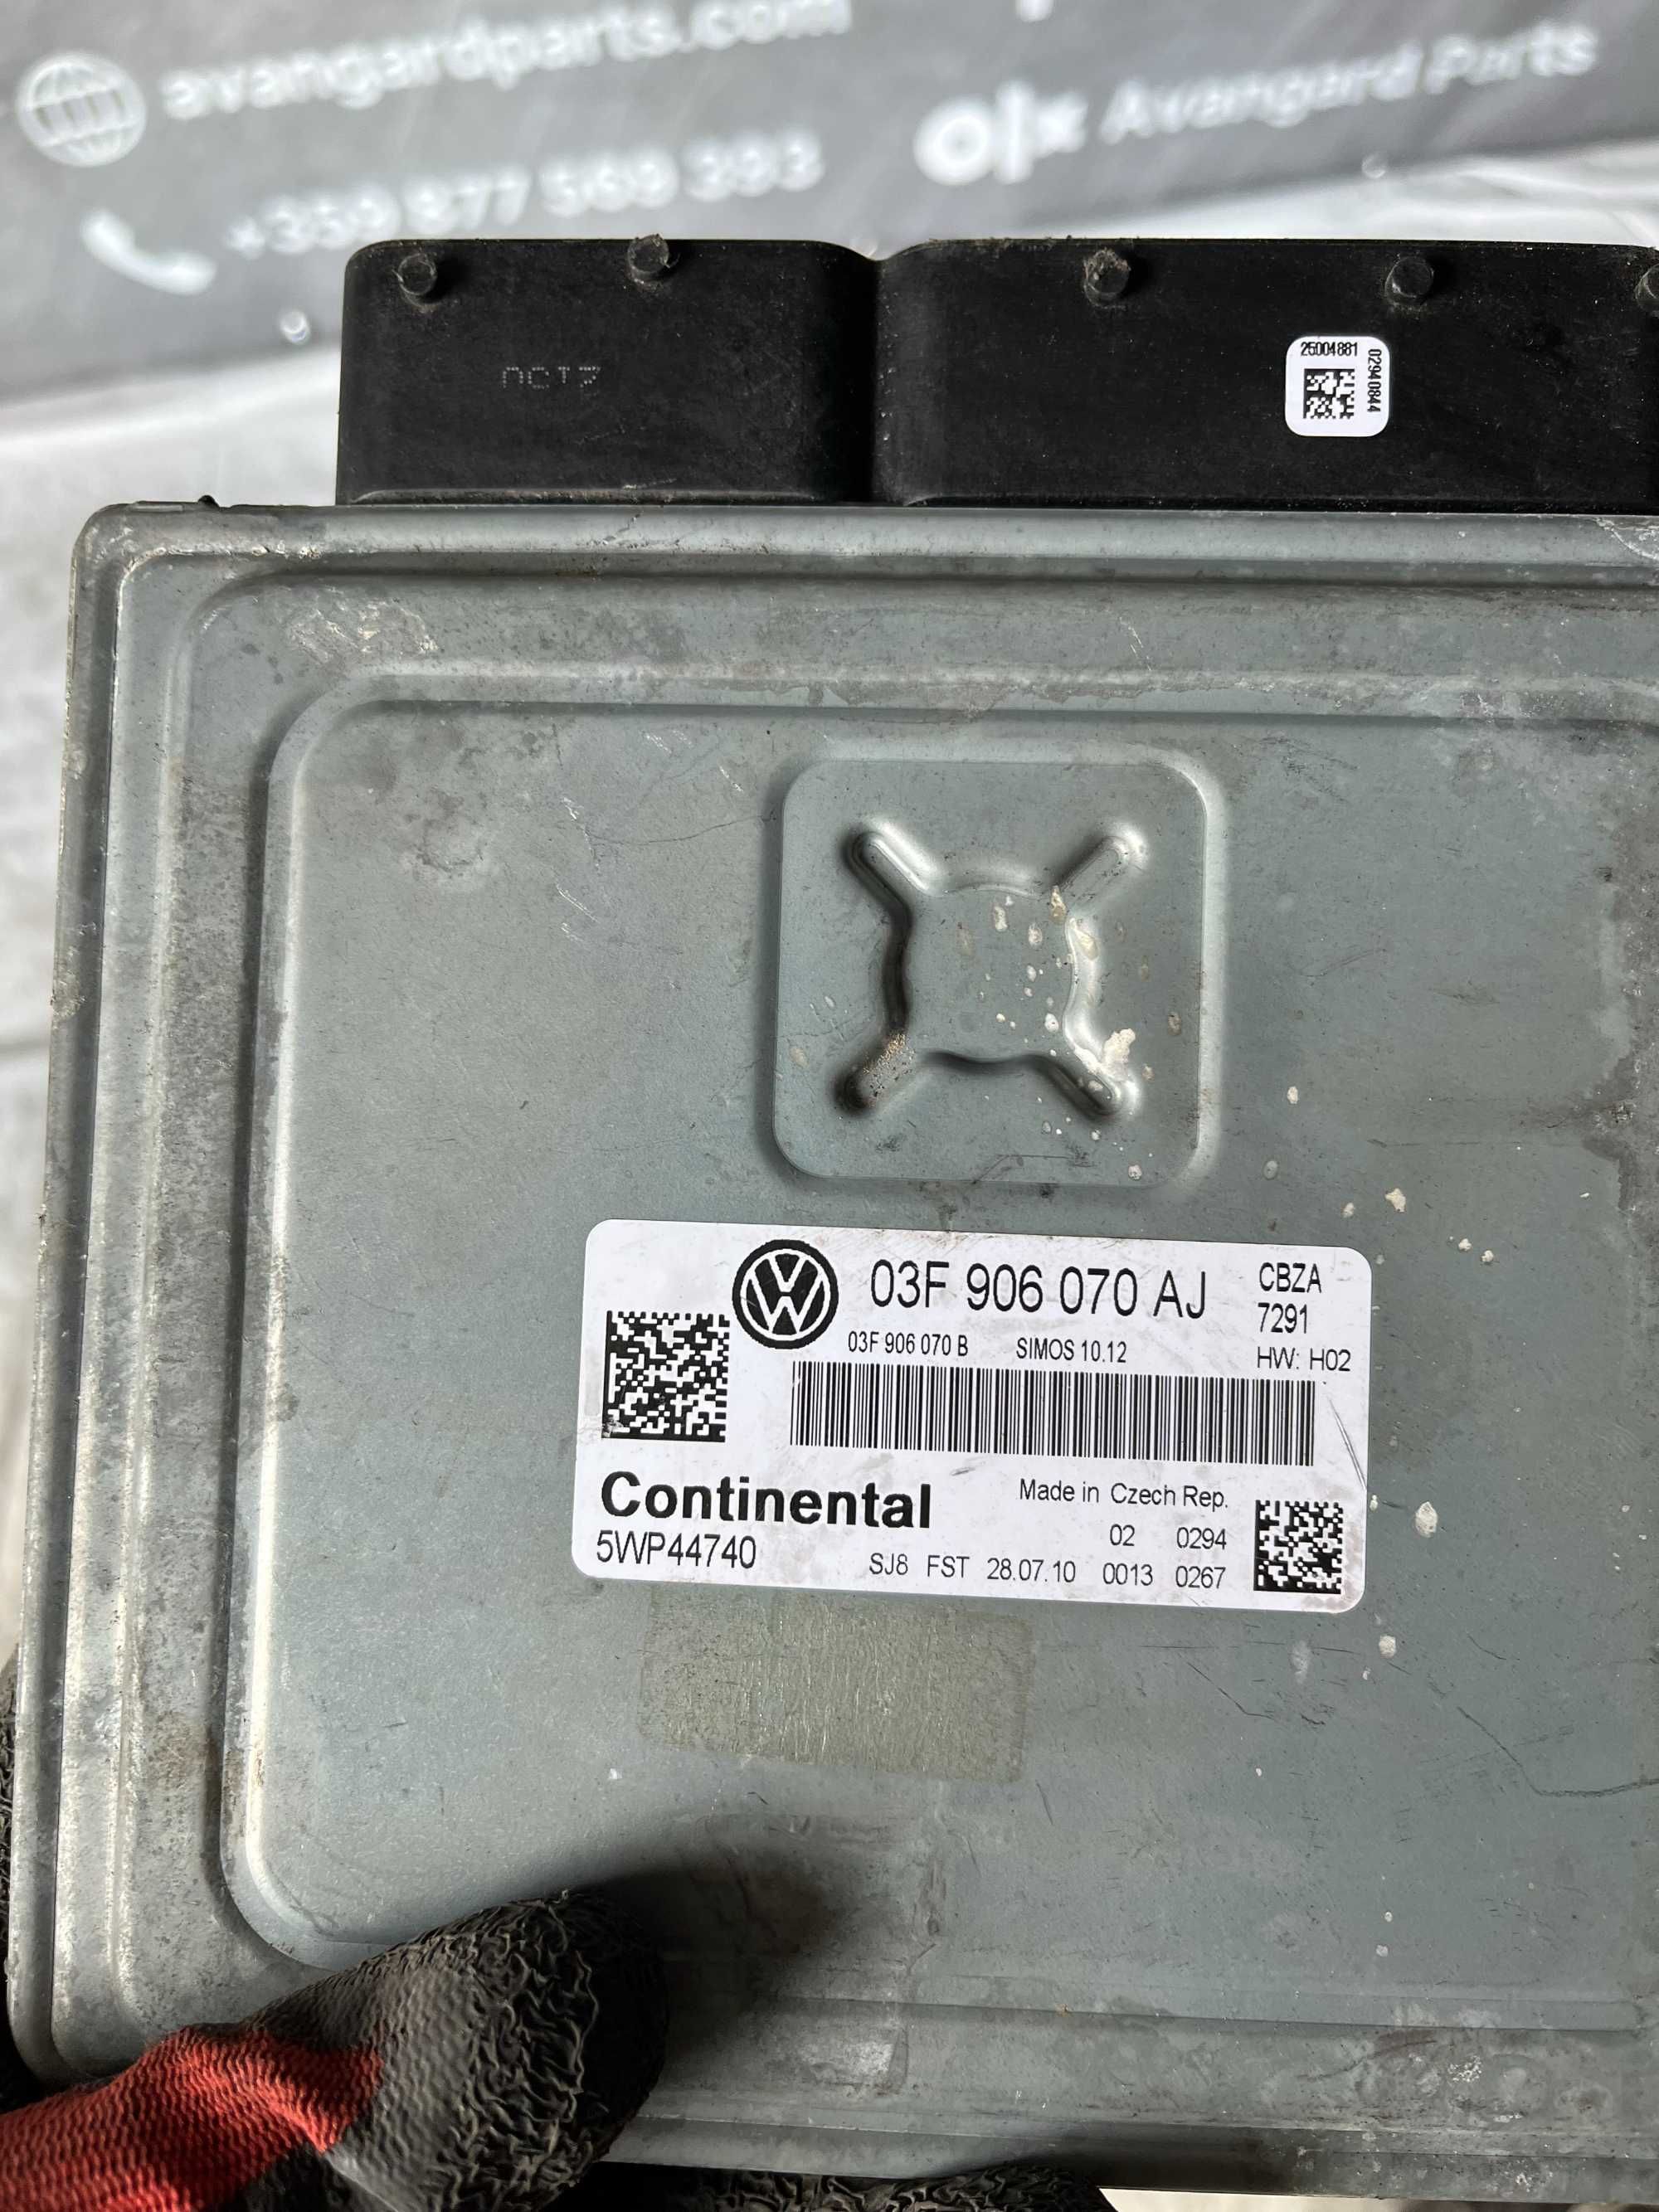 avangardparts.com
olx Avangard Parts
+359 877 569 393
25004881
02940844
03F 906 070 AJ
CBZA
7291
03F 906 070 B SIMOS 10.12
HW: H02
Continental
Made in Czech Rep.
02 0294
5WP44740
SJ8 FST 28.07.10 0013 0267